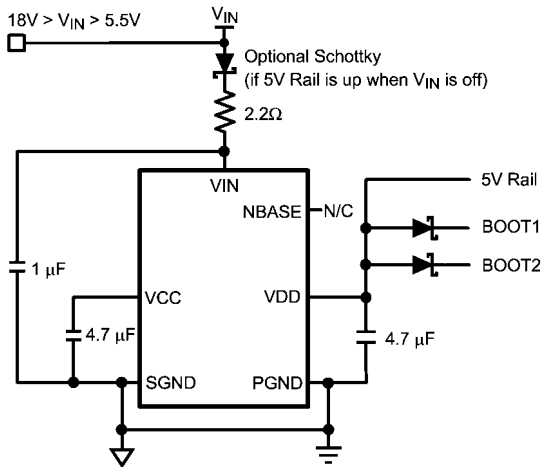 18V > VIN > 5.5V
VIN
Optional Schottky
(if 5V Rail is up when VIN is off)
2.2Ω
VIN
5V Rail
NBASE
N/C
BOOT1
BOOT2
1 μF
VCC
VDD
4.7 μF
4.7 μF
SGND
PGND